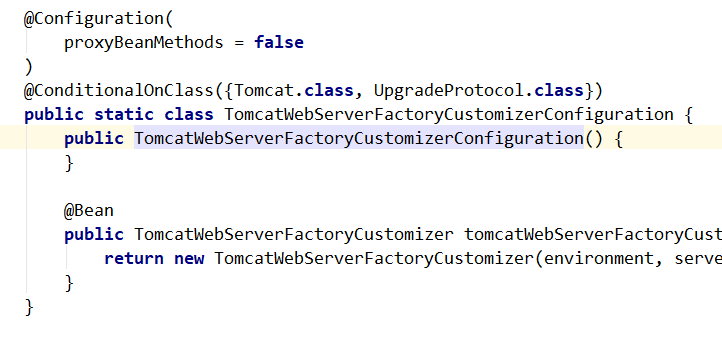 @Configuration(
proxyBeanMethods = false
)
@ConditionalOnClass({Tomcat.class, UpgradeProtocol.class})
public static class TomcatWebServerFactoryCustomizerConfiguration {
public TomcatWebServerFactoryCustomizerConfiguration() {
}
@Bean
public TomcatWebServerFactoryCustomizer tomcatWebServerFactoryCust
return new TomcatWebServerFactoryCustomizer(environment, serve
}
}